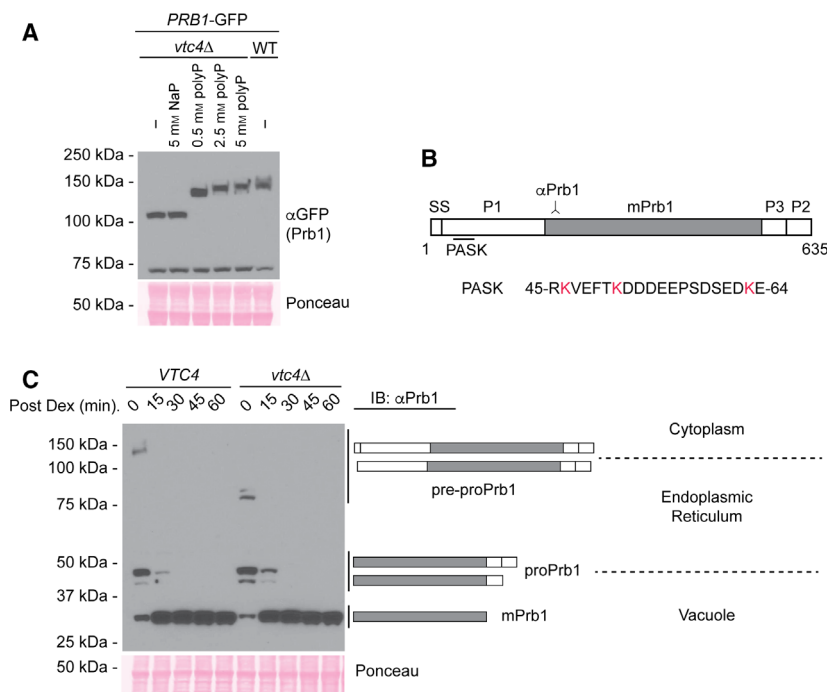 A
PRB1-GFP
vtc4Δ WT
– 5 mM NaP 0.5 mM polyP 2.5 mM polyP 5 mM polyP –
250 kDa -
150 kDa -
100 kDa -
75 kDa -
αGFP
(Prb1)
50 kDa -
Ponceau
B
αPrb1
SS P1 mPrb1 P3 P2
1 PASK 635
PASK 45-RKVEFTKDDDEEPSDSEDKE-64
C
VTC4 vtc4Δ
Post Dex (min). 0 15 30 45 60 0 15 30 45 60 IB: αPrb1
150 kDa -
100 kDa -
75 kDa -
50 kDa -
37 kDa -
25 kDa -
Cytoplasm
pre-proPrb1
Endoplasmic
Reticulum
proPrb1
mPrb1 Vacuole
50 kDa -
Ponceau